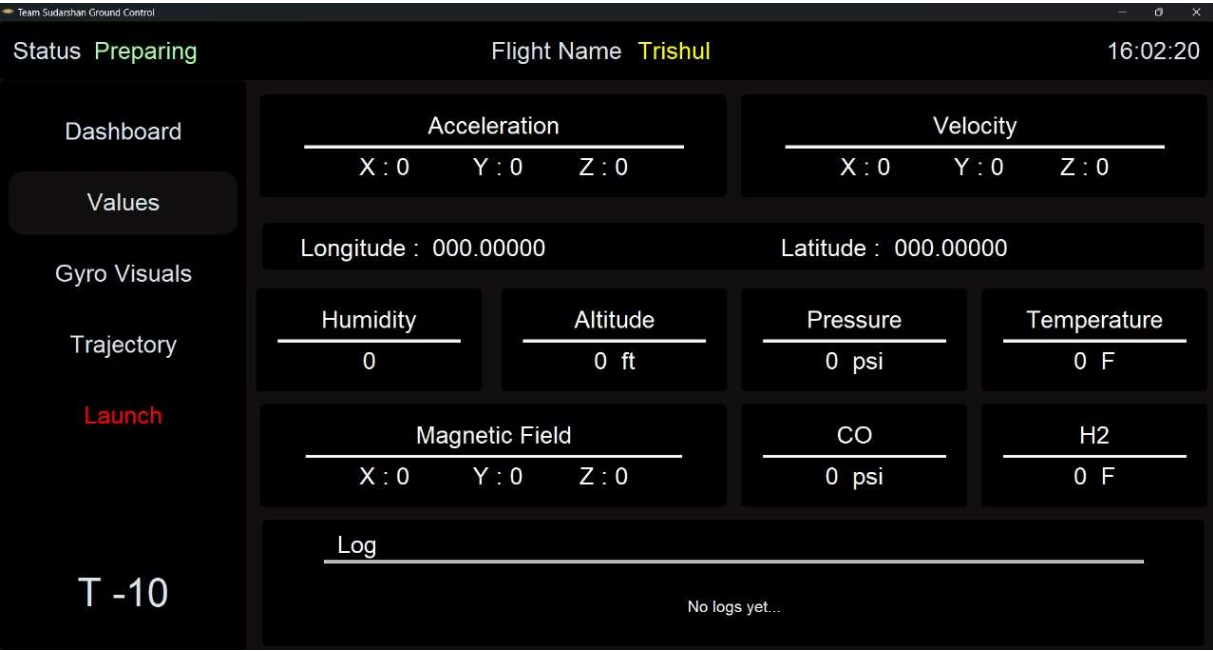 Team Sudarshan Ground Control
Status Preparing
Flight Name Trishul
16:02:20
Dashboard
Values
Gyro Visuals
Trajectory
Launch
T -10
Acceleration
X : 0 Y : 0 Z : 0
Velocity
X : 0 Y : 0 Z : 0
Longitude : 000.00000
Latitude : 000.00000
Humidity
0
Altitude
0 ft
Pressure
0 psi
Temperature
0 F
Magnetic Field
X : 0 Y : 0 Z : 0
CO
0 psi
H2
0 F
Log
No logs yet...